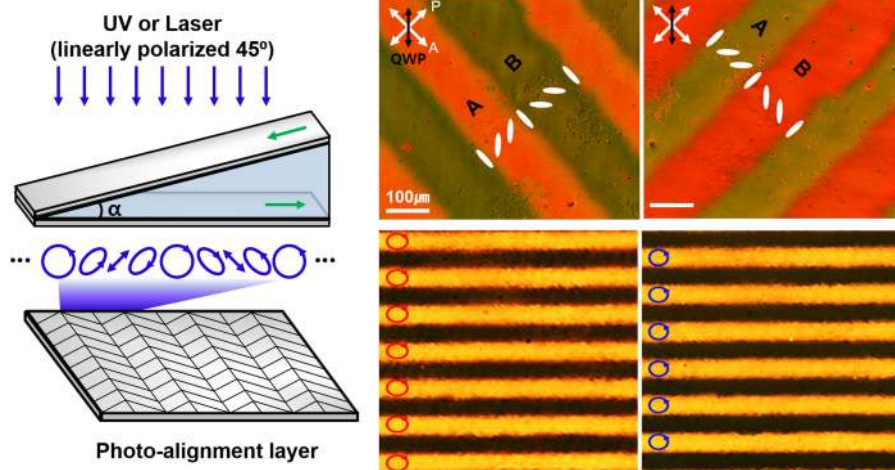 UV or Laser
(linearly polarized 45º)
α
...
...
Photo-alignment layer
P
A
QWP
A
B
100㎛
A
B